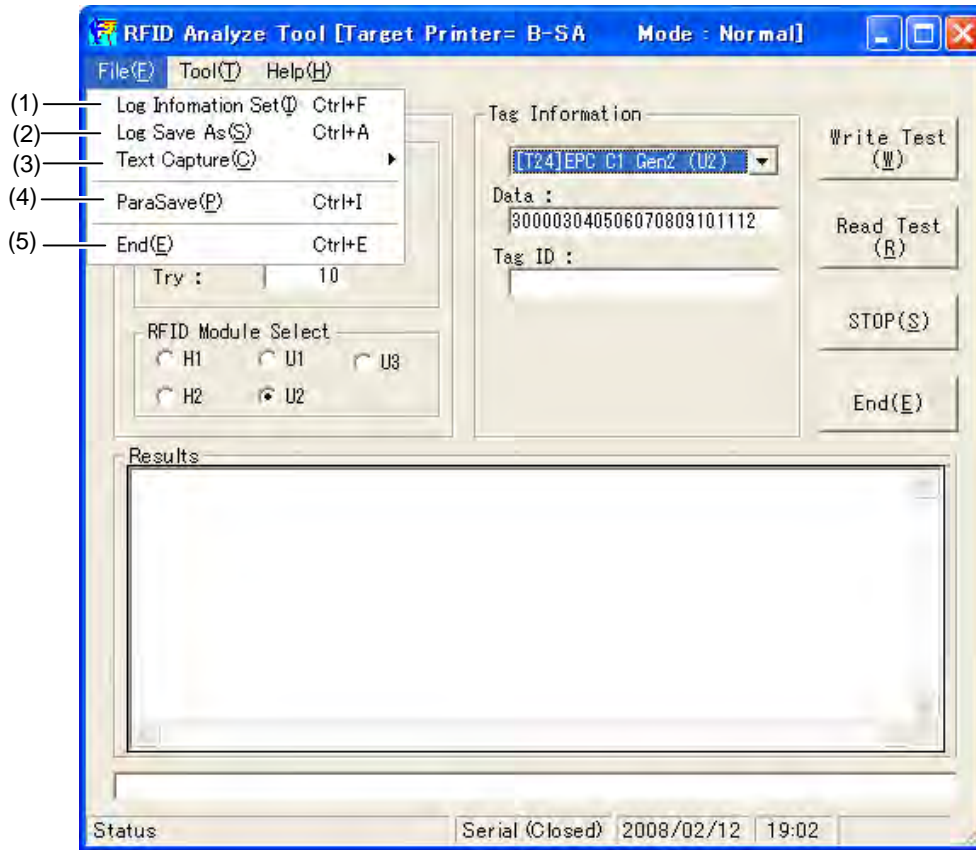 RFID Analyze Tool [Target Printer= B-SA Mode : Normal]
File(F) Tool(T) Help(H)
(1) Log Infomation Set(I) Ctrl+F
(2) Log Save As(S) Ctrl+A
(3) Text Capture(C)
(4) ParaSave(P) Ctrl+I
(5) End(E) Ctrl+E
Try : 10
RFID Module Select
H1 U1 U3
H2 U2
Tag Information
[T24]EPC C1 Gen2 (U2)
Data :
300003040506070809101112
Tag ID :
Write Test
(W)
Read Test
(R)
STOP(S)
End(E)
Results
Status Serial (Closed) 2008/02/12 19:02